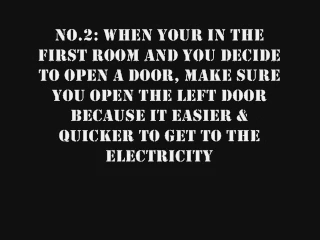 NO.2: WHEN YOUR IN THE
FIRST ROOM AND YOU DECIDE
TO OPEN A DOOR, MAKE SURE
YOU OPEN THE LEFT DOOR
BECAUSE IT EASIER &
QUICKER TO GET TO THE
ELECTRICITY